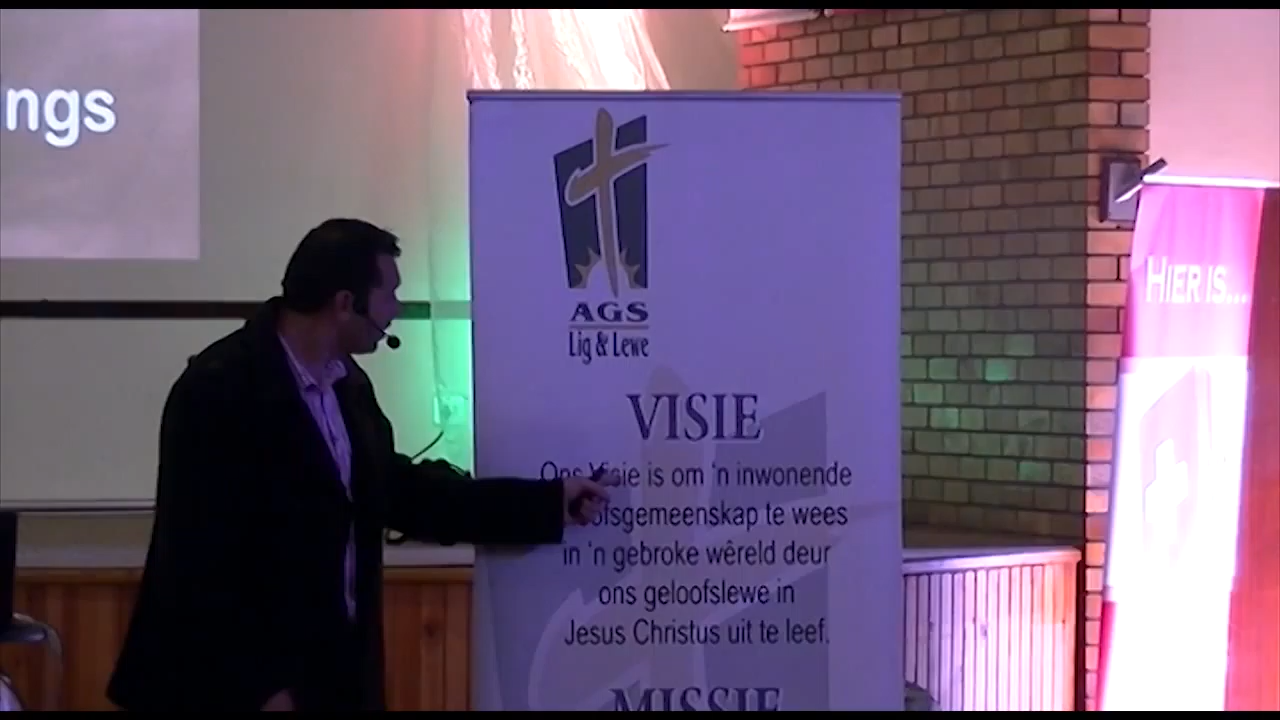 ngs
AGS
Lig & Lewe
HIER IS...
VISIE
Ons Visie is om 'n inwonende
ofsgemeenskap te wees
in 'n gebroke wêreld deur
ons geloofslewe in
Jesus Christus uit te leef.
MISSIE